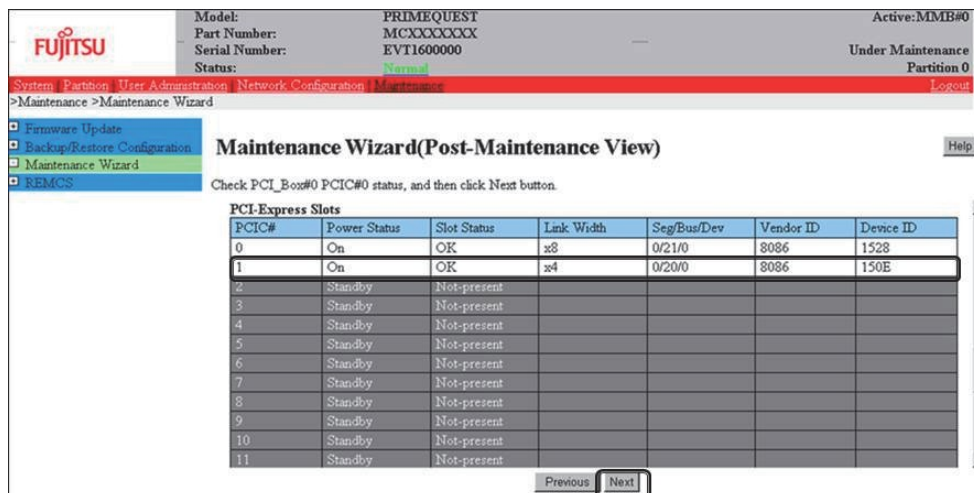 FUJITSU
Model: PRIMEQUEST Active:MMB#0
Part Number: MCXXXXXXX
Serial Number: EVT1600000 Under Maintenance
Status: Normal Partition 0
System | Partition | User Administration | Network Configuration | Maintenance Logout
>Maintenance >Maintenance Wizard
Firmware Update
Backup/Restore Configuration
Maintenance Wizard
REMCS
Maintenance Wizard(Post-Maintenance View)
Help
Check PCI_Box#0 PCIC#0 status, and then click Next button.
PCI-Express Slots
PCIC# Power Status Slot Status Link Width Seg/Bus/Dev Vendor ID Device ID
0 On OK x8 0/21/0 8086 1528
1 On OK x4 0/20/0 8086 150E
2 Standby Not-present
3 Standby Not-present
4 Standby Not-present
5 Standby Not-present
6 Standby Not-present
7 Standby Not-present
8 Standby Not-present
9 Standby Not-present
10 Standby Not-present
11 Standby Not-present
Previous Next